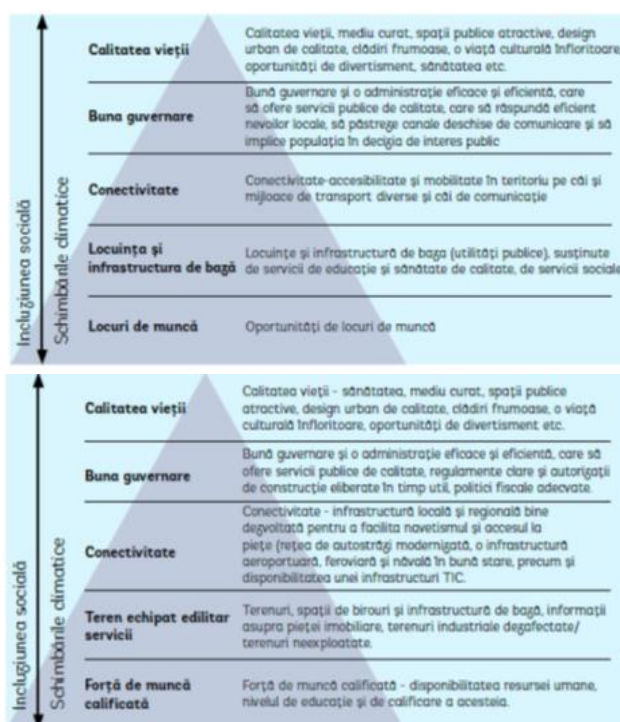 Incluziunea socială
Schimbările climatice
Calitatea vieții
Calitatea vieții, mediu curat, spații publice atractive, design
urban de calitate, clădiri frumoase, o viață culturală înfloritoare,
oportunități de divertisment, sănătatea etc.
Buna guvernare
Bună guvernare și o administrație eficace și eficientă, care
să ofere servicii publice de calitate, care să răspundă eficient
nevoilor locale, să păstreze canale deschise de comunicare și să
implice populația în decizia de interes public
Conectivitate
Conectivitate-accesibilitate și mobilitate în teritoriu pe căi și
mijloace de transport diverse și căi de comunicație
Locuința și
infrastructura de bază
Locuințe și infrastructură de baza (utilități publice), susținute
de servicii de educație și sănătate de calitate, de servicii sociale
Locuri de muncă
Oportunități de locuri de muncă
Incluziunea socială
Schimbările climatice
Calitatea vieții
Calitatea vieții - sănătatea, mediu curat, spații publice
atractive, design urban de calitate, clădiri frumoase, o viață
culturală înfloritoare, oportunități de divertisment etc.
Buna guvernare
Bună guvernare și o administrație eficace și eficientă, care să
ofere servicii publice de calitate, regulamente clare și autorizații
de construcție eliberate în timp util, politici fiscale adecvate.
Conectivitate
Conectivitate - infrastructură locală și regională bine
dezvoltată pentru a facilita navetismul și accesul la
piețe (rețea de autostrăzi modernizată, o infrastructură
aeroportuară, feroviară și navală în bună stare, precum și
disponibilitatea unei infrastructuri TIC.
Teren echipat edilitar
servicii
Terenuri, spații de birouri și infrastructură de bază, informații
asupra pieței imobiliare, terenuri industriale dezafectate/
terenuri neexploatate.
Forță de muncă
calificată
Forță de muncă calificată - disponibilitatea resursei umane,
nivelul de educație și de calificare a acesteia.